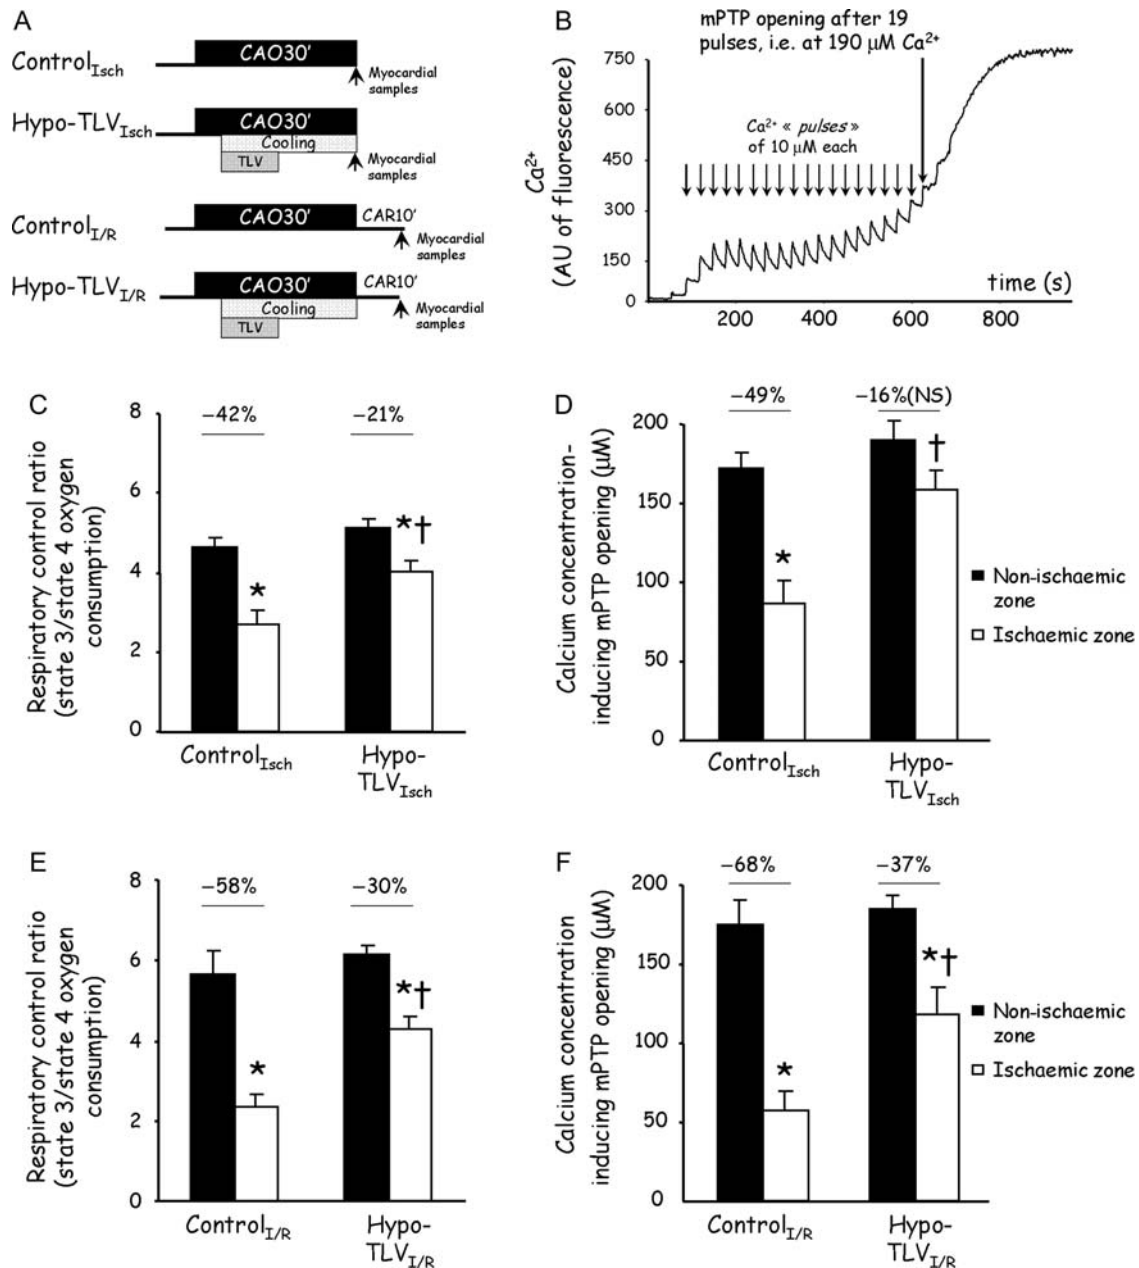 A
Control_Isch
CAO30'
Myocardial
samples
Hypo-TLV_Isch
CAO30'
Cooling
TLV
Myocardial
samples
Control_I/R
CAO30'
CAR10'
Myocardial
samples
Hypo-TLV_I/R
CAO30'
CAR10'
Cooling
TLV
Myocardial
samples
B
mPTP opening after 19
pulses, i.e. at 190 μM Ca²⁺
Ca²⁺ « pulses »
of 10 μM each
Ca²⁺
(AU of fluorescence)
750
600
450
300
150
0
time (s)
200
400
600
800
C
Respiratory control ratio
(state 3/state 4 oxygen
consumption)
8
6
4
2
0
−42%
−21%
*
*†
Control_Isch
Hypo-
TLV_Isch
D
Calcium concentration-
inducing mPTP opening (μM)
200
150
100
50
0
−49%
−16%(NS)
*
†
Control_Isch
Hypo-
TLV_Isch
Non-ischaemic
zone
Ischaemic zone
E
Respiratory control ratio
(state 3/state 4 oxygen
consumption)
8
6
4
2
0
−58%
−30%
*
*†
Control_I/R
Hypo-
TLV_I/R
F
Calcium concentration
inducing mPTP opening (μM)
200
150
100
50
0
−68%
−37%
*
*†
Control_I/R
Hypo-
TLV_I/R
Non-ischaemic
zone
Ischaemic zone